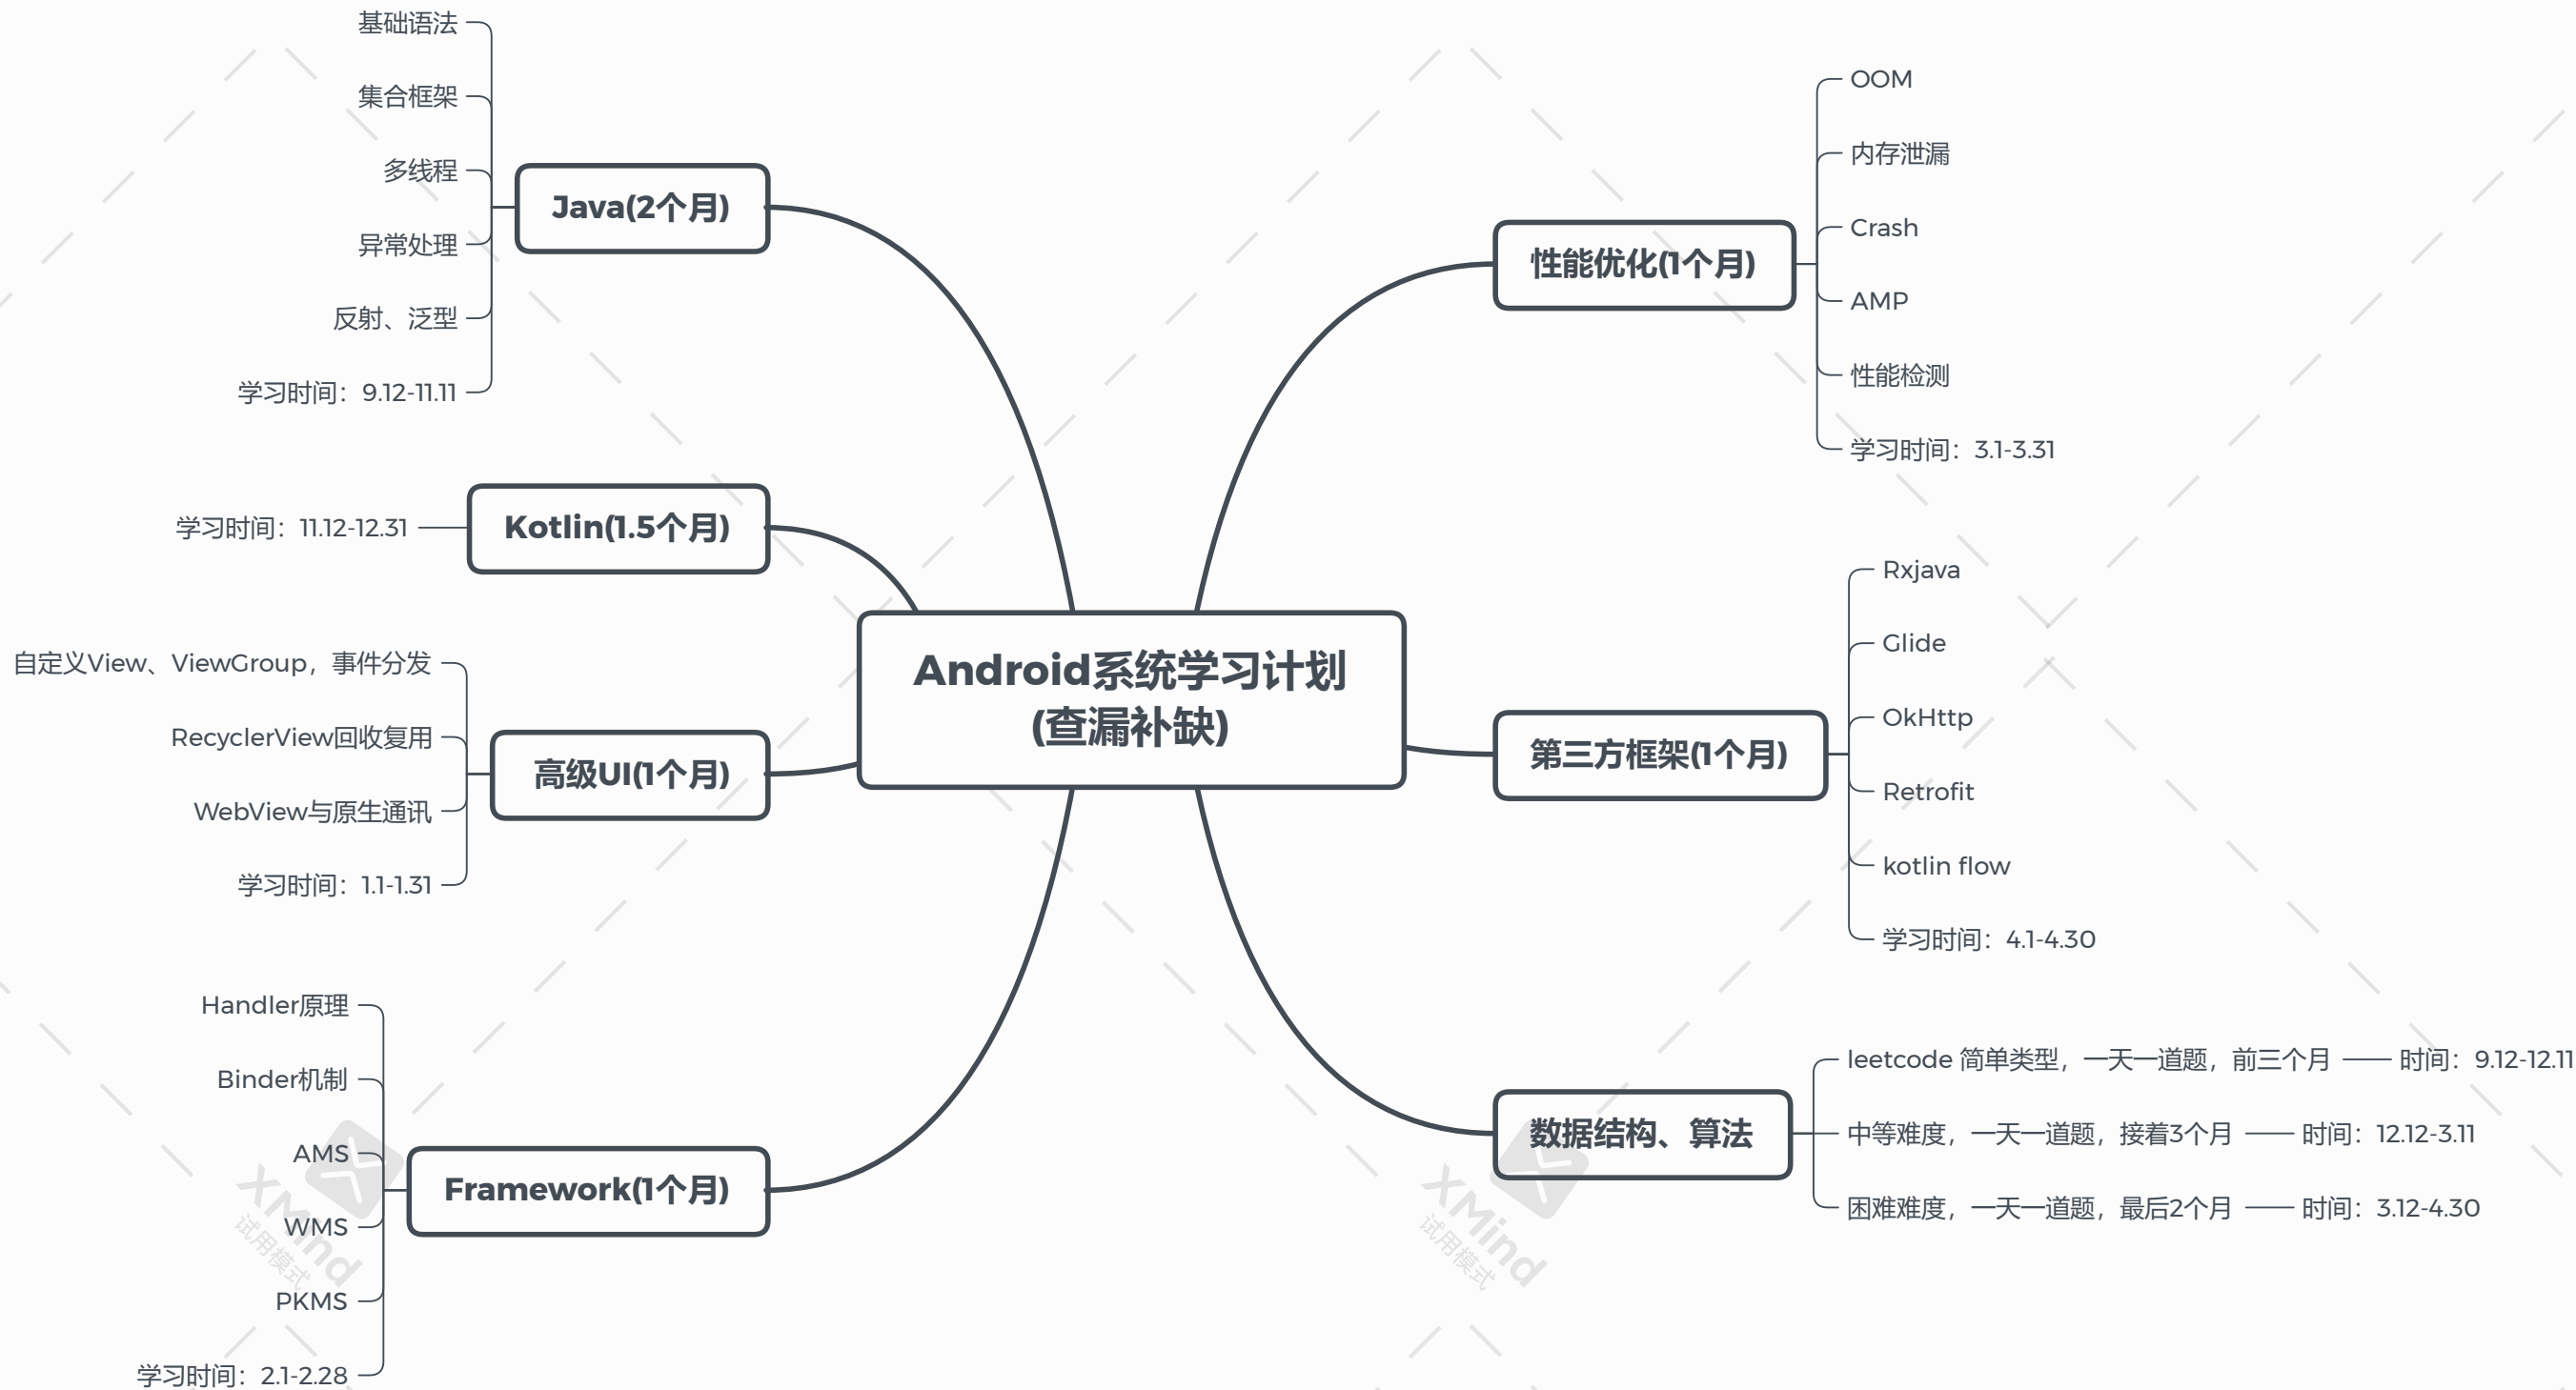 Android系统学习计划
(查漏补缺)
Java(2个月)
基础语法
集合框架
多线程
异常处理
反射、泛型
学习时间：9.12-11.11
Kotlin(1.5个月)
学习时间：11.12-12.31
高级UI(1个月)
自定义View、ViewGroup，事件分发
RecyclerView回收复用
WebView与原生通讯
学习时间：1.1-1.31
Framework(1个月)
Handler原理
Binder机制
AMS
WMS
PKMS
学习时间：2.1-2.28
性能优化(1个月)
OOM
内存泄漏
Crash
AMP
性能检测
学习时间：3.1-3.31
第三方框架(1个月)
Rxjava
Glide
OkHttp
Retrofit
kotlin flow
学习时间：4.1-4.30
数据结构、算法
leetcode 简单类型，一天一道题，前三个月
时间：9.12-12.11
中等难度，一天一道题，接着3个月
时间：12.12-3.11
困难难度，一天一道题，最后2个月
时间：3.12-4.30
XMind
试用模式
XMind
试用模式